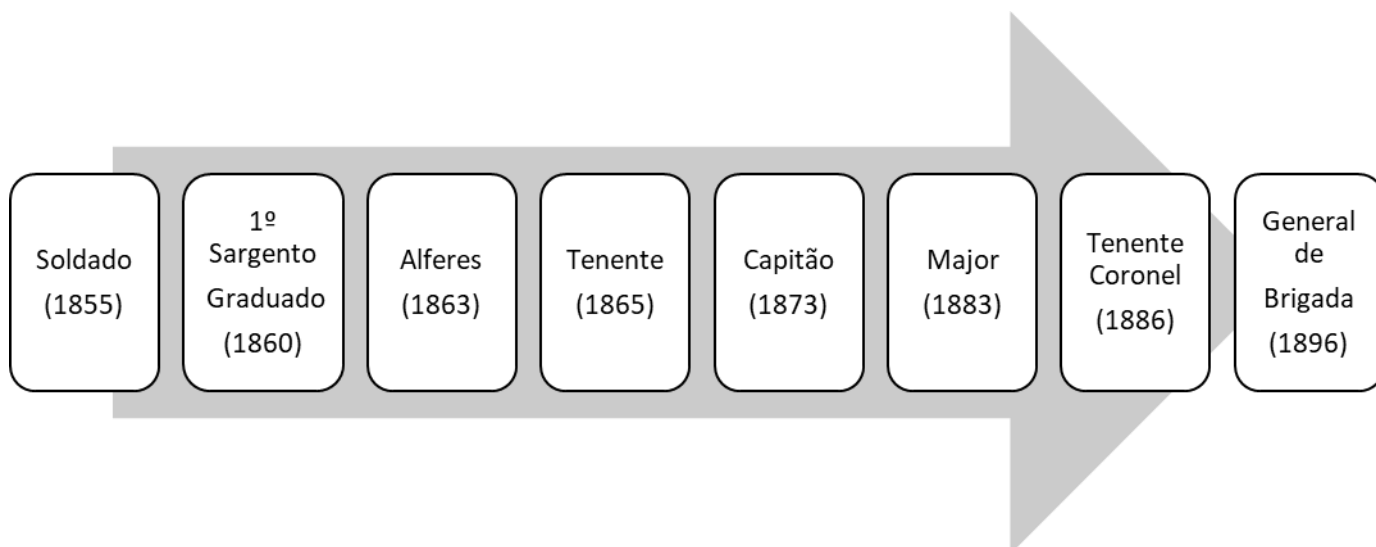 Soldado
(1855)
1º
Sargento
Graduado
(1860)
Alferes
(1863)
Tenente
(1865)
Capitão
(1873)
Major
(1883)
Tenente
Coronel
(1886)
General
de
Brigada
(1896)